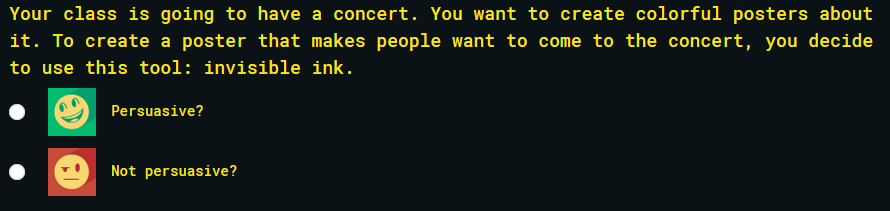 Your class is going to have a concert. You want to create colorful posters about
it. To create a poster that makes people want to come to the concert, you decide
to use this tool: invisible ink.
Persuasive?
Not persuasive?